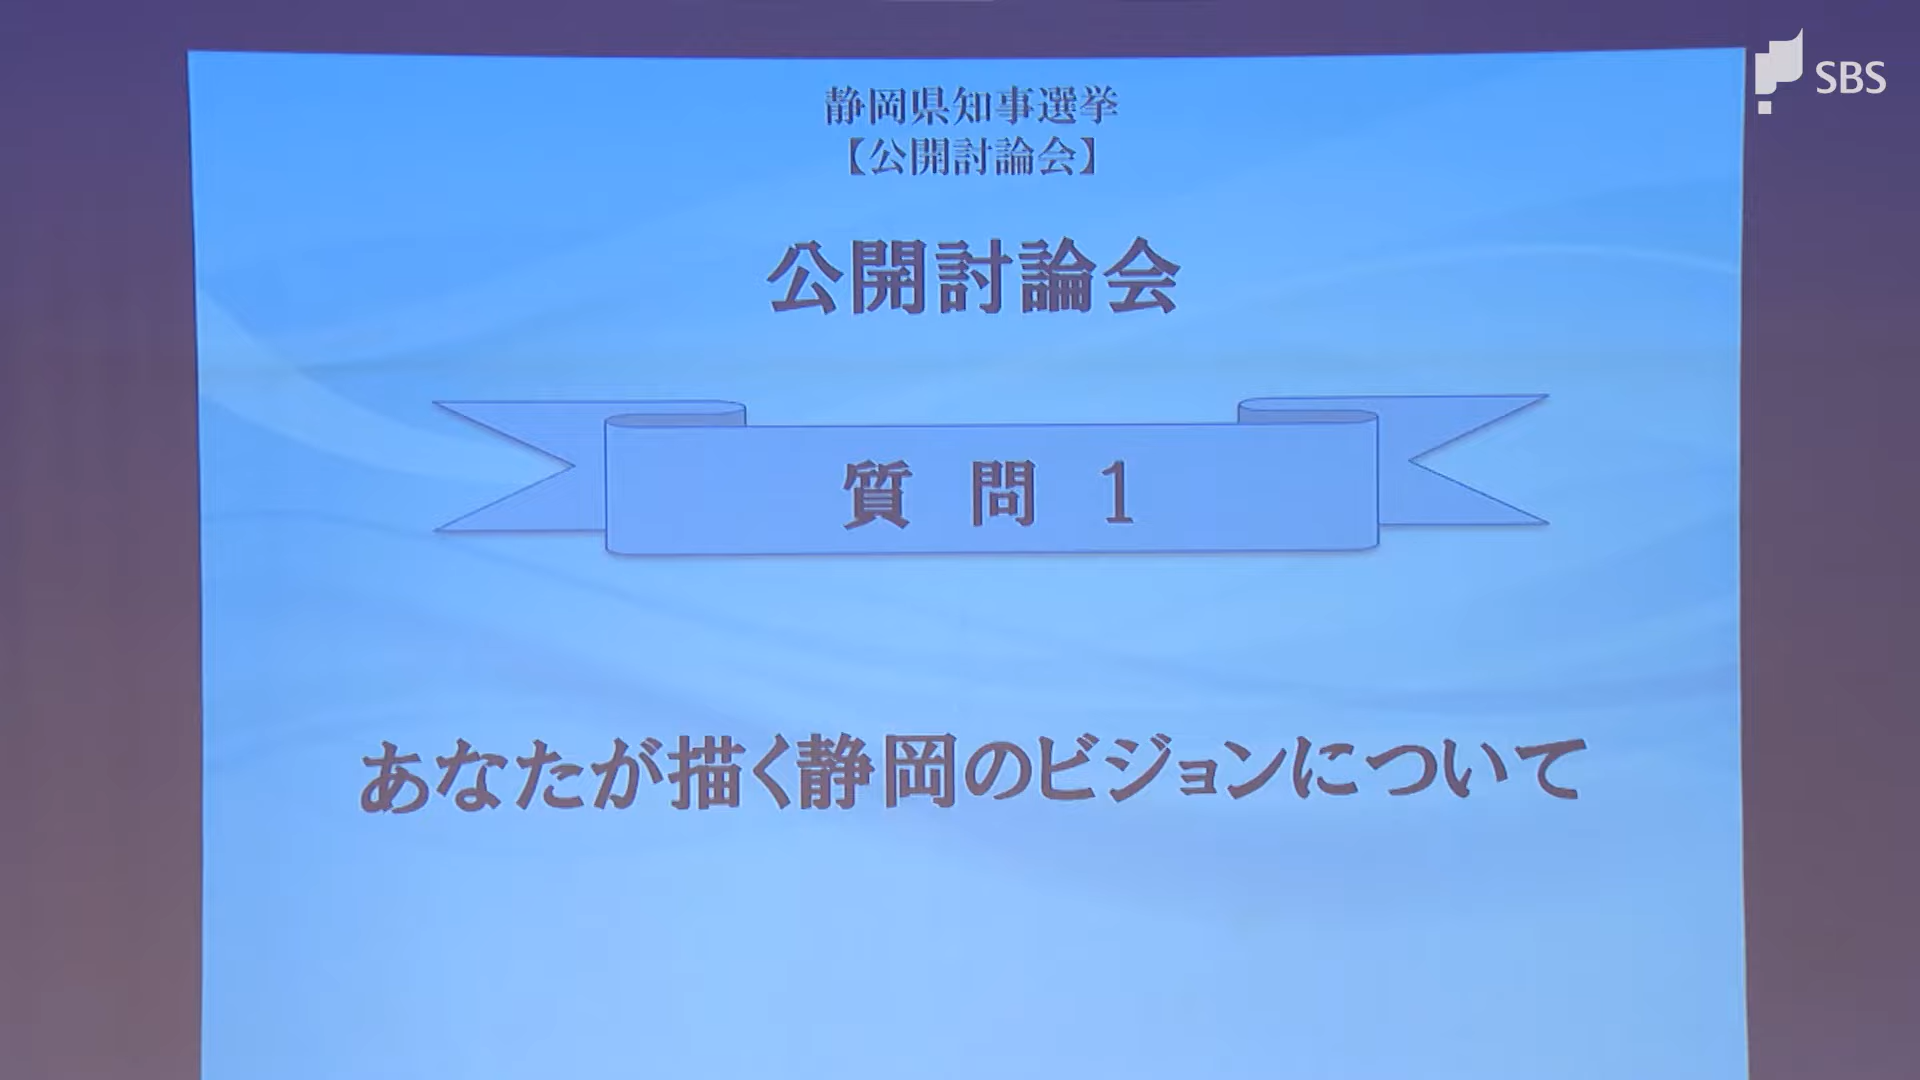 SBS
静岡県知事選挙
【公開討論会】
公開討論会
質 問 1
あなたが描く静岡のビジョンについて